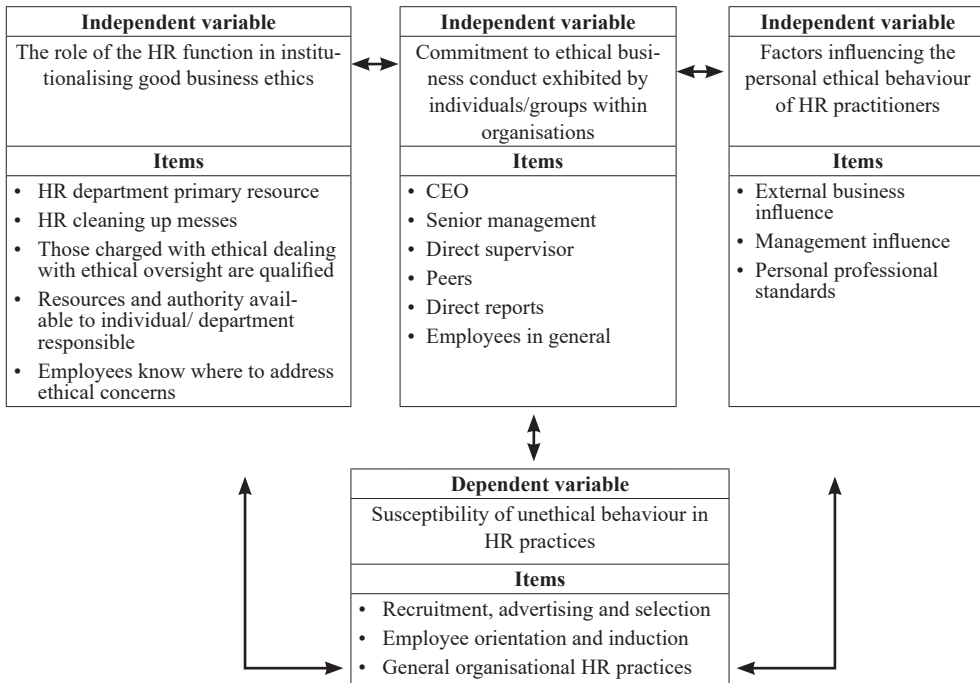 Independent variable
The role of the HR function in institu-
tionalising good business ethics
Items
• HR department primary resource
• HR cleaning up messes
• Those charged with ethical dealing
with ethical oversight are qualified
• Resources and authority avail-
able to individual/ department
responsible
• Employees know where to address
ethical concerns
Independent variable
Commitment to ethical busi-
ness conduct exhibited by
individuals/groups within
organisations
Items
• CEO
• Senior management
• Direct supervisor
• Peers
• Direct reports
• Employees in general
Independent variable
Factors influencing the
personal ethical behaviour
of HR practitioners
Items
• External business
influence
• Management influence
• Personal professional
standards
Dependent variable
Susceptibility of unethical behaviour in
HR practices
Items
• Recruitment, advertising and selection
• Employee orientation and induction
• General organisational HR practices